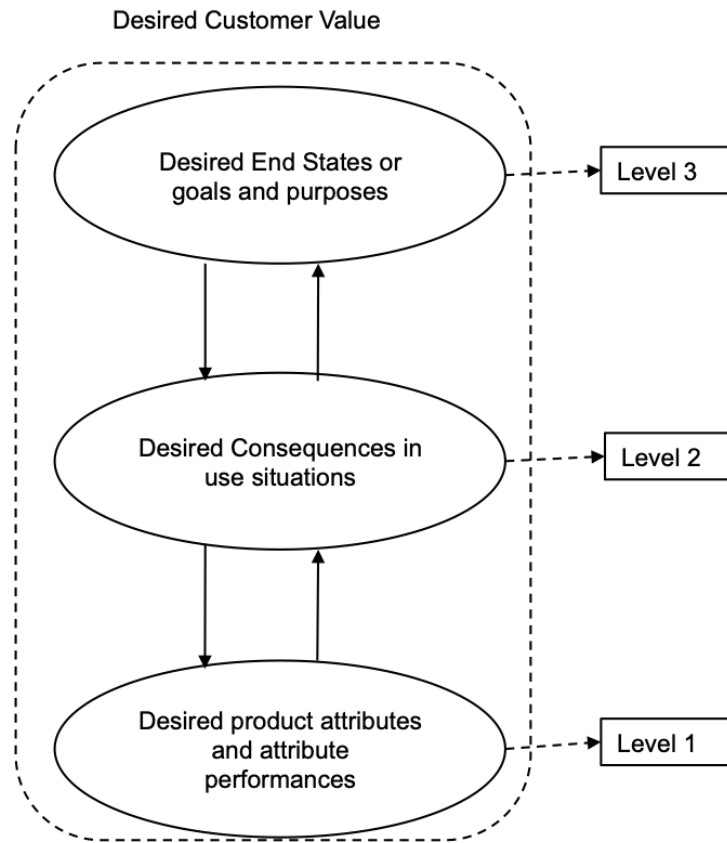 Desired Customer Value
Desired End States or
goals and purposes
Level 3
Desired Consequences in
use situations
Level 2
Desired product attributes
and attribute
performances
Level 1